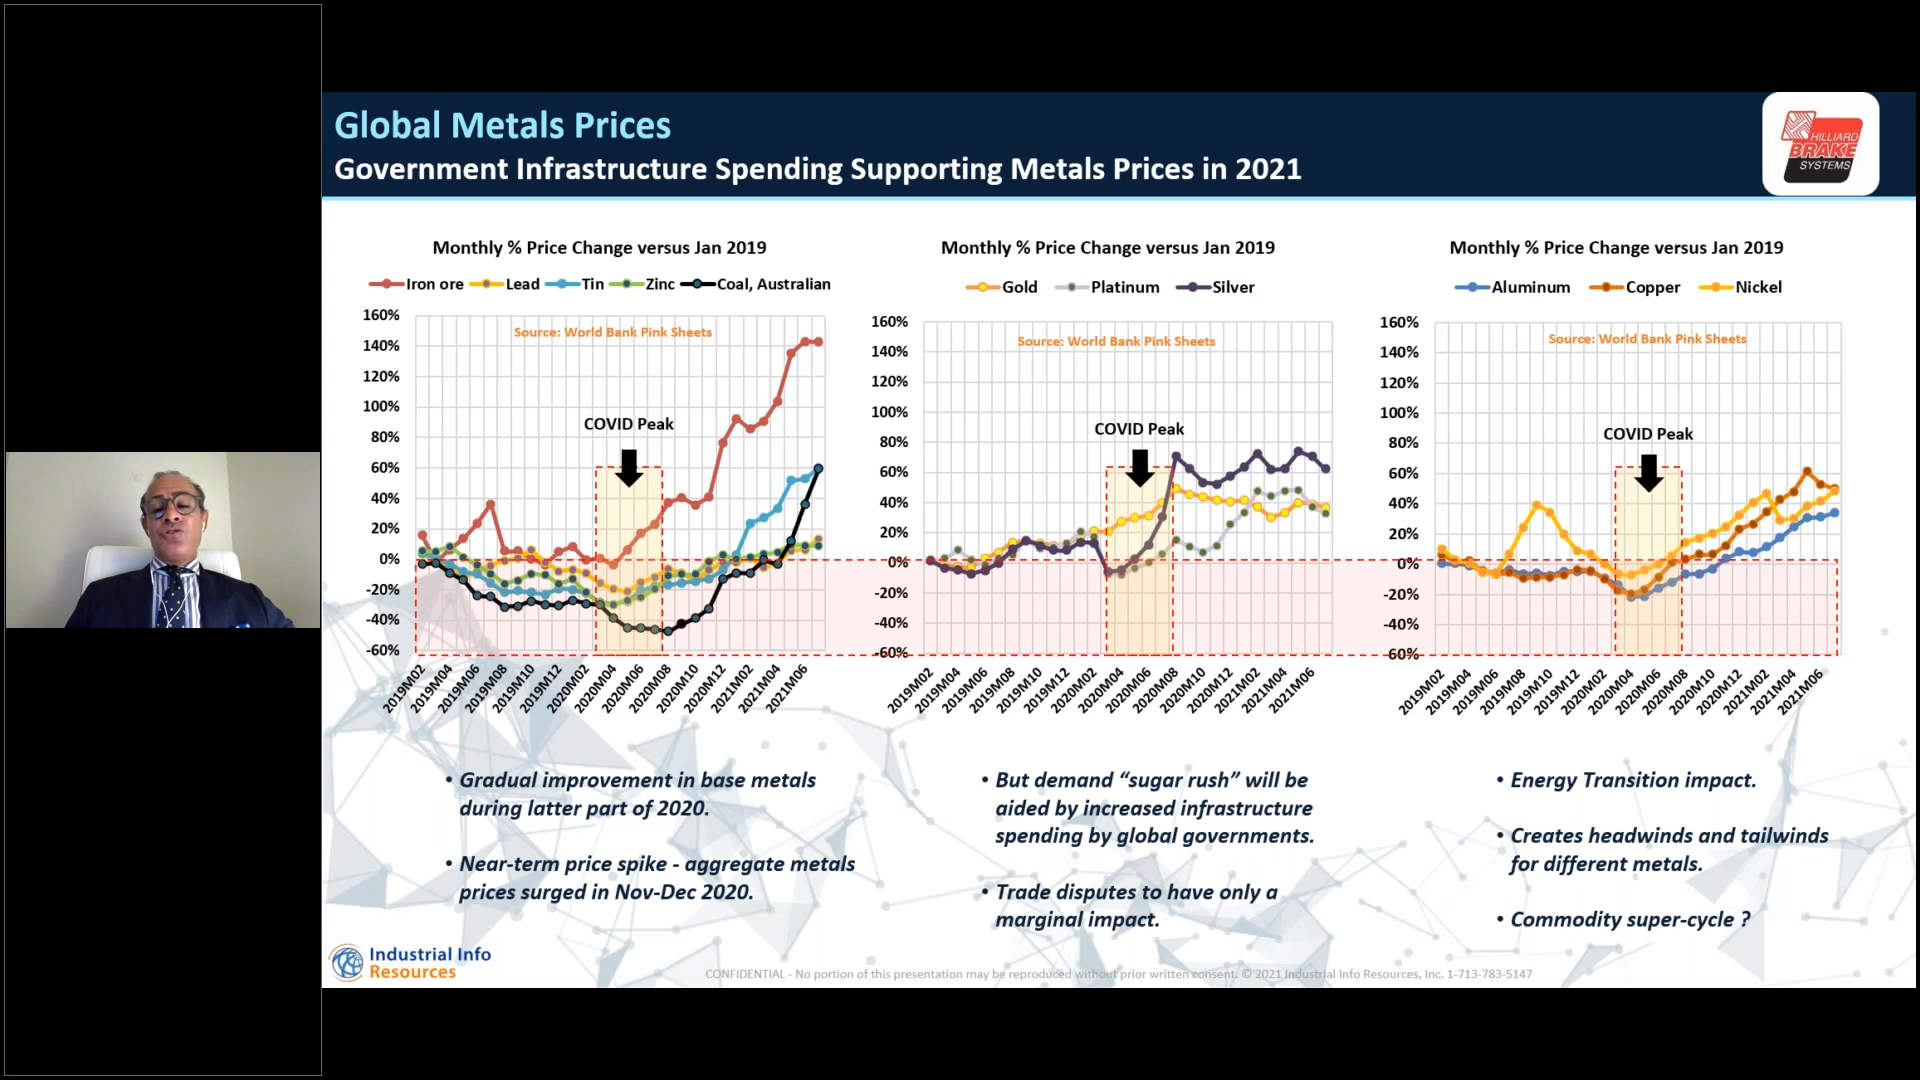 Global Metals Prices
Government Infrastructure Spending Supporting Metals Prices in 2021
HILLIARD
BRAKE
SYSTEMS
Monthly % Price Change versus Jan 2019
Iron ore Lead Tin Zinc Coal, Australian
Source: World Bank Pink Sheets
COVID Peak
160%
140%
120%
100%
80%
60%
40%
20%
0%
-20%
-40%
-60%
2019M02 2019M04 2019M06 2019M08 2019M10 2019M12 2020M02 2020M04 2020M06 2020M08 2020M10 2020M12 2021M02 2021M04 2021M06
Monthly % Price Change versus Jan 2019
Gold Platinum Silver
Source: World Bank Pink Sheets
COVID Peak
160%
140%
120%
100%
80%
60%
40%
20%
0%
-20%
-40%
-60%
2019M02 2019M04 2019M06 2019M08 2019M10 2019M12 2020M02 2020M04 2020M06 2020M08 2020M10 2020M12 2021M02 2021M04 2021M06
Monthly % Price Change versus Jan 2019
Aluminum Copper Nickel
Source: World Bank Pink Sheets
COVID Peak
160%
140%
120%
100%
80%
60%
40%
20%
0%
-20%
-40%
-60%
2019M02 2019M04 2019M06 2019M08 2019M10 2019M12 2020M02 2020M04 2020M06 2020M08 2020M10 2020M12 2021M02 2021M04 2021M06
• Gradual improvement in base metals
during latter part of 2020.
• Near-term price spike - aggregate metals
prices surged in Nov-Dec 2020.
• But demand “sugar rush” will be
aided by increased infrastructure
spending by global governments.
• Trade disputes to have only a
marginal impact.
• Energy Transition impact.
• Creates headwinds and tailwinds
for different metals.
• Commodity super-cycle ?
Industrial Info
Resources
CONFIDENTIAL - No portion of this presentation may be reproduced without prior written consent. © 2021 Industrial Info Resources, Inc. 1-713-783-5147